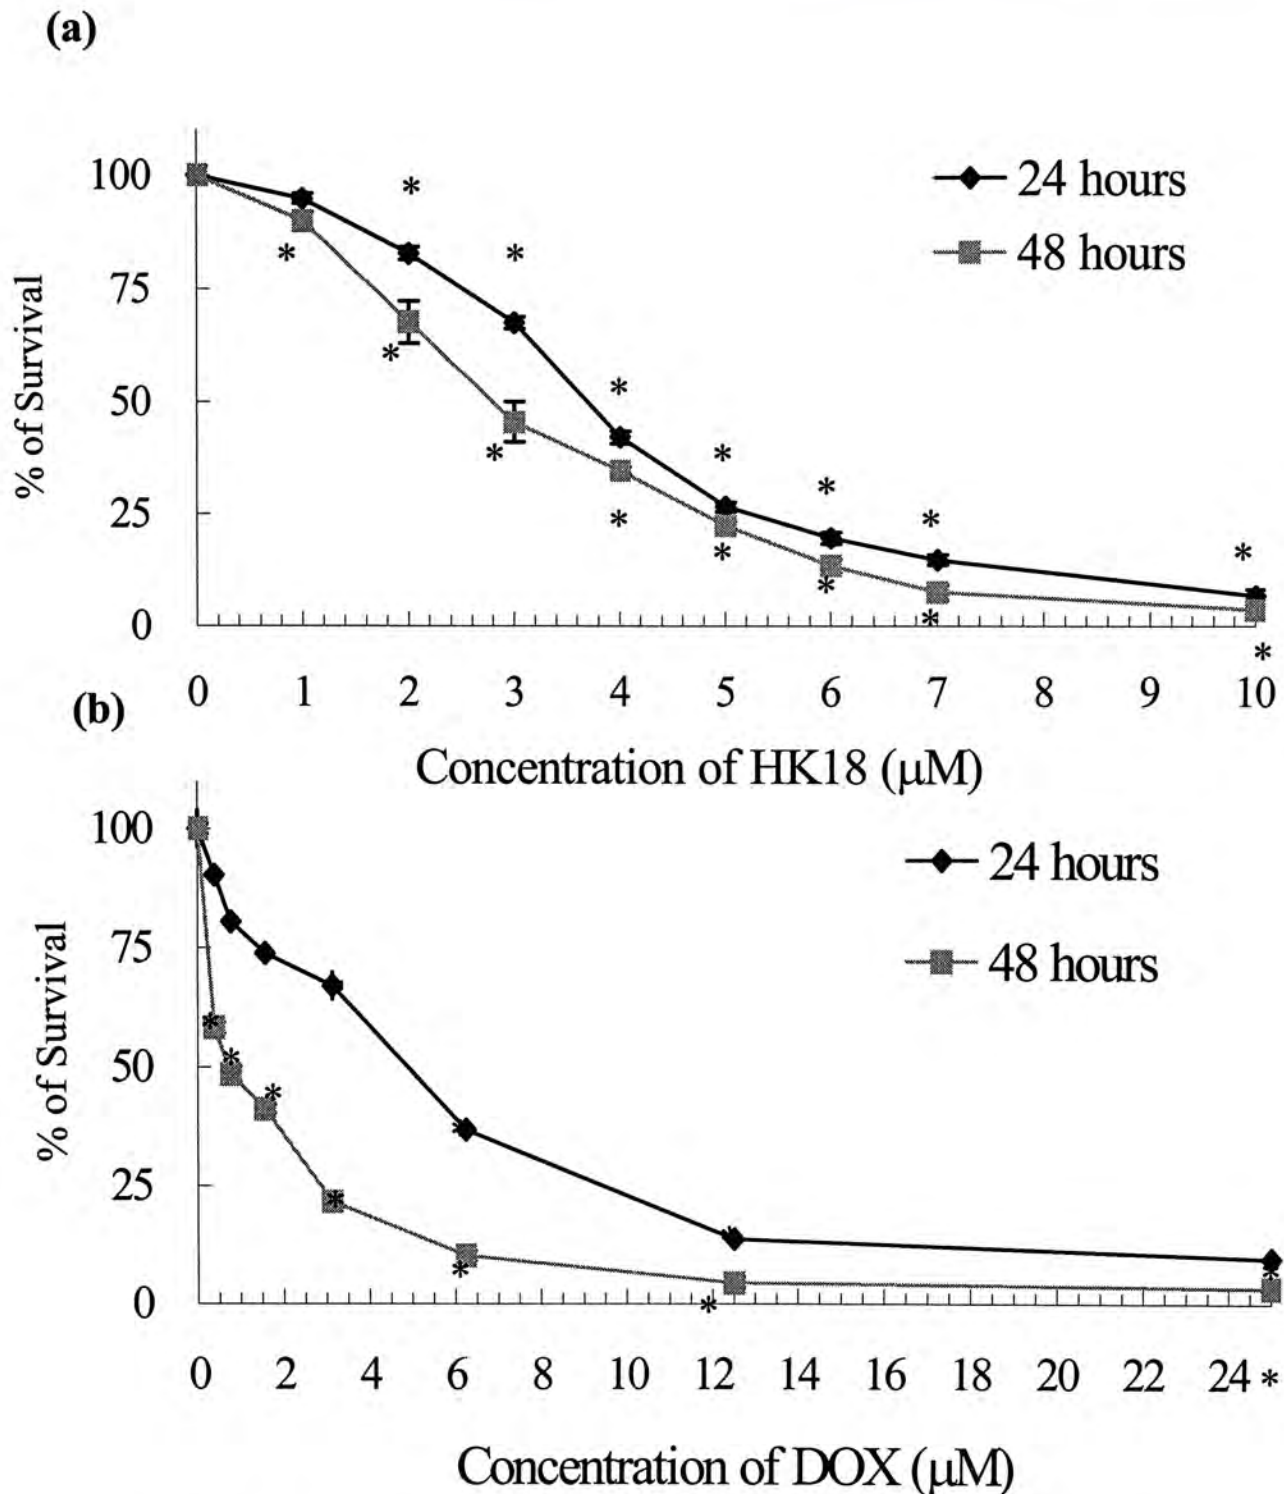 (a)
100
75
50
25
0
% of Survival
24 hours
48 hours
* * * * * * * * * * * * * * *
0 1 2 3 4 5 6 7 8 9 10
Concentration of HK18 (μM)
(b)
100
75
50
25
0
% of Survival
24 hours
48 hours
* * * * * * * * * *
0 2 4 6 8 10 12 14 16 18 20 22 24
Concentration of DOX (μM)